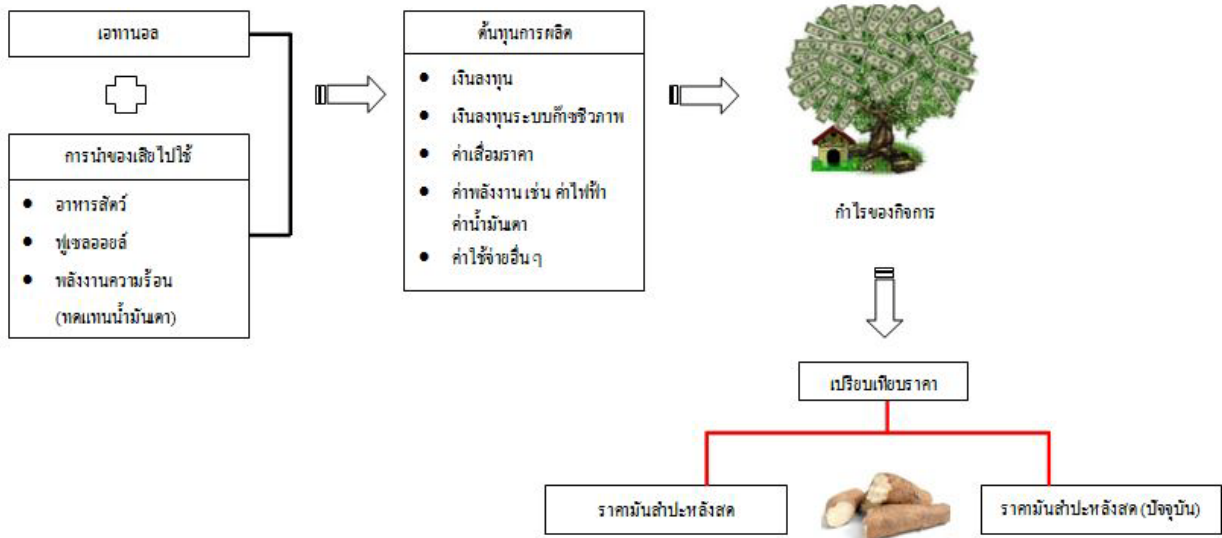 เอทานอล
การนำของเสียไปใช้
● อาหารสัตว์
● ฟูเซลออยล์
● พลังงานความร้อน
(ทดแทนน้ำมันเตา)
ต้นทุนการผลิต
● เงินลงทุน
● เงินลงทุนระบบก๊าซชีวภาพ
● ค่าเสื่อมราคา
● ค่าพลังงาน เช่น ค่าไฟฟ้า
ค่าน้ำมันเตา
● ค่าใช้จ่ายอื่น ๆ
กำไรของกิจการ
เปรียบเทียบราคา
ราคามันสำปะหลังสด
ราคามันสำปะหลังสด (ปัจจุบัน)